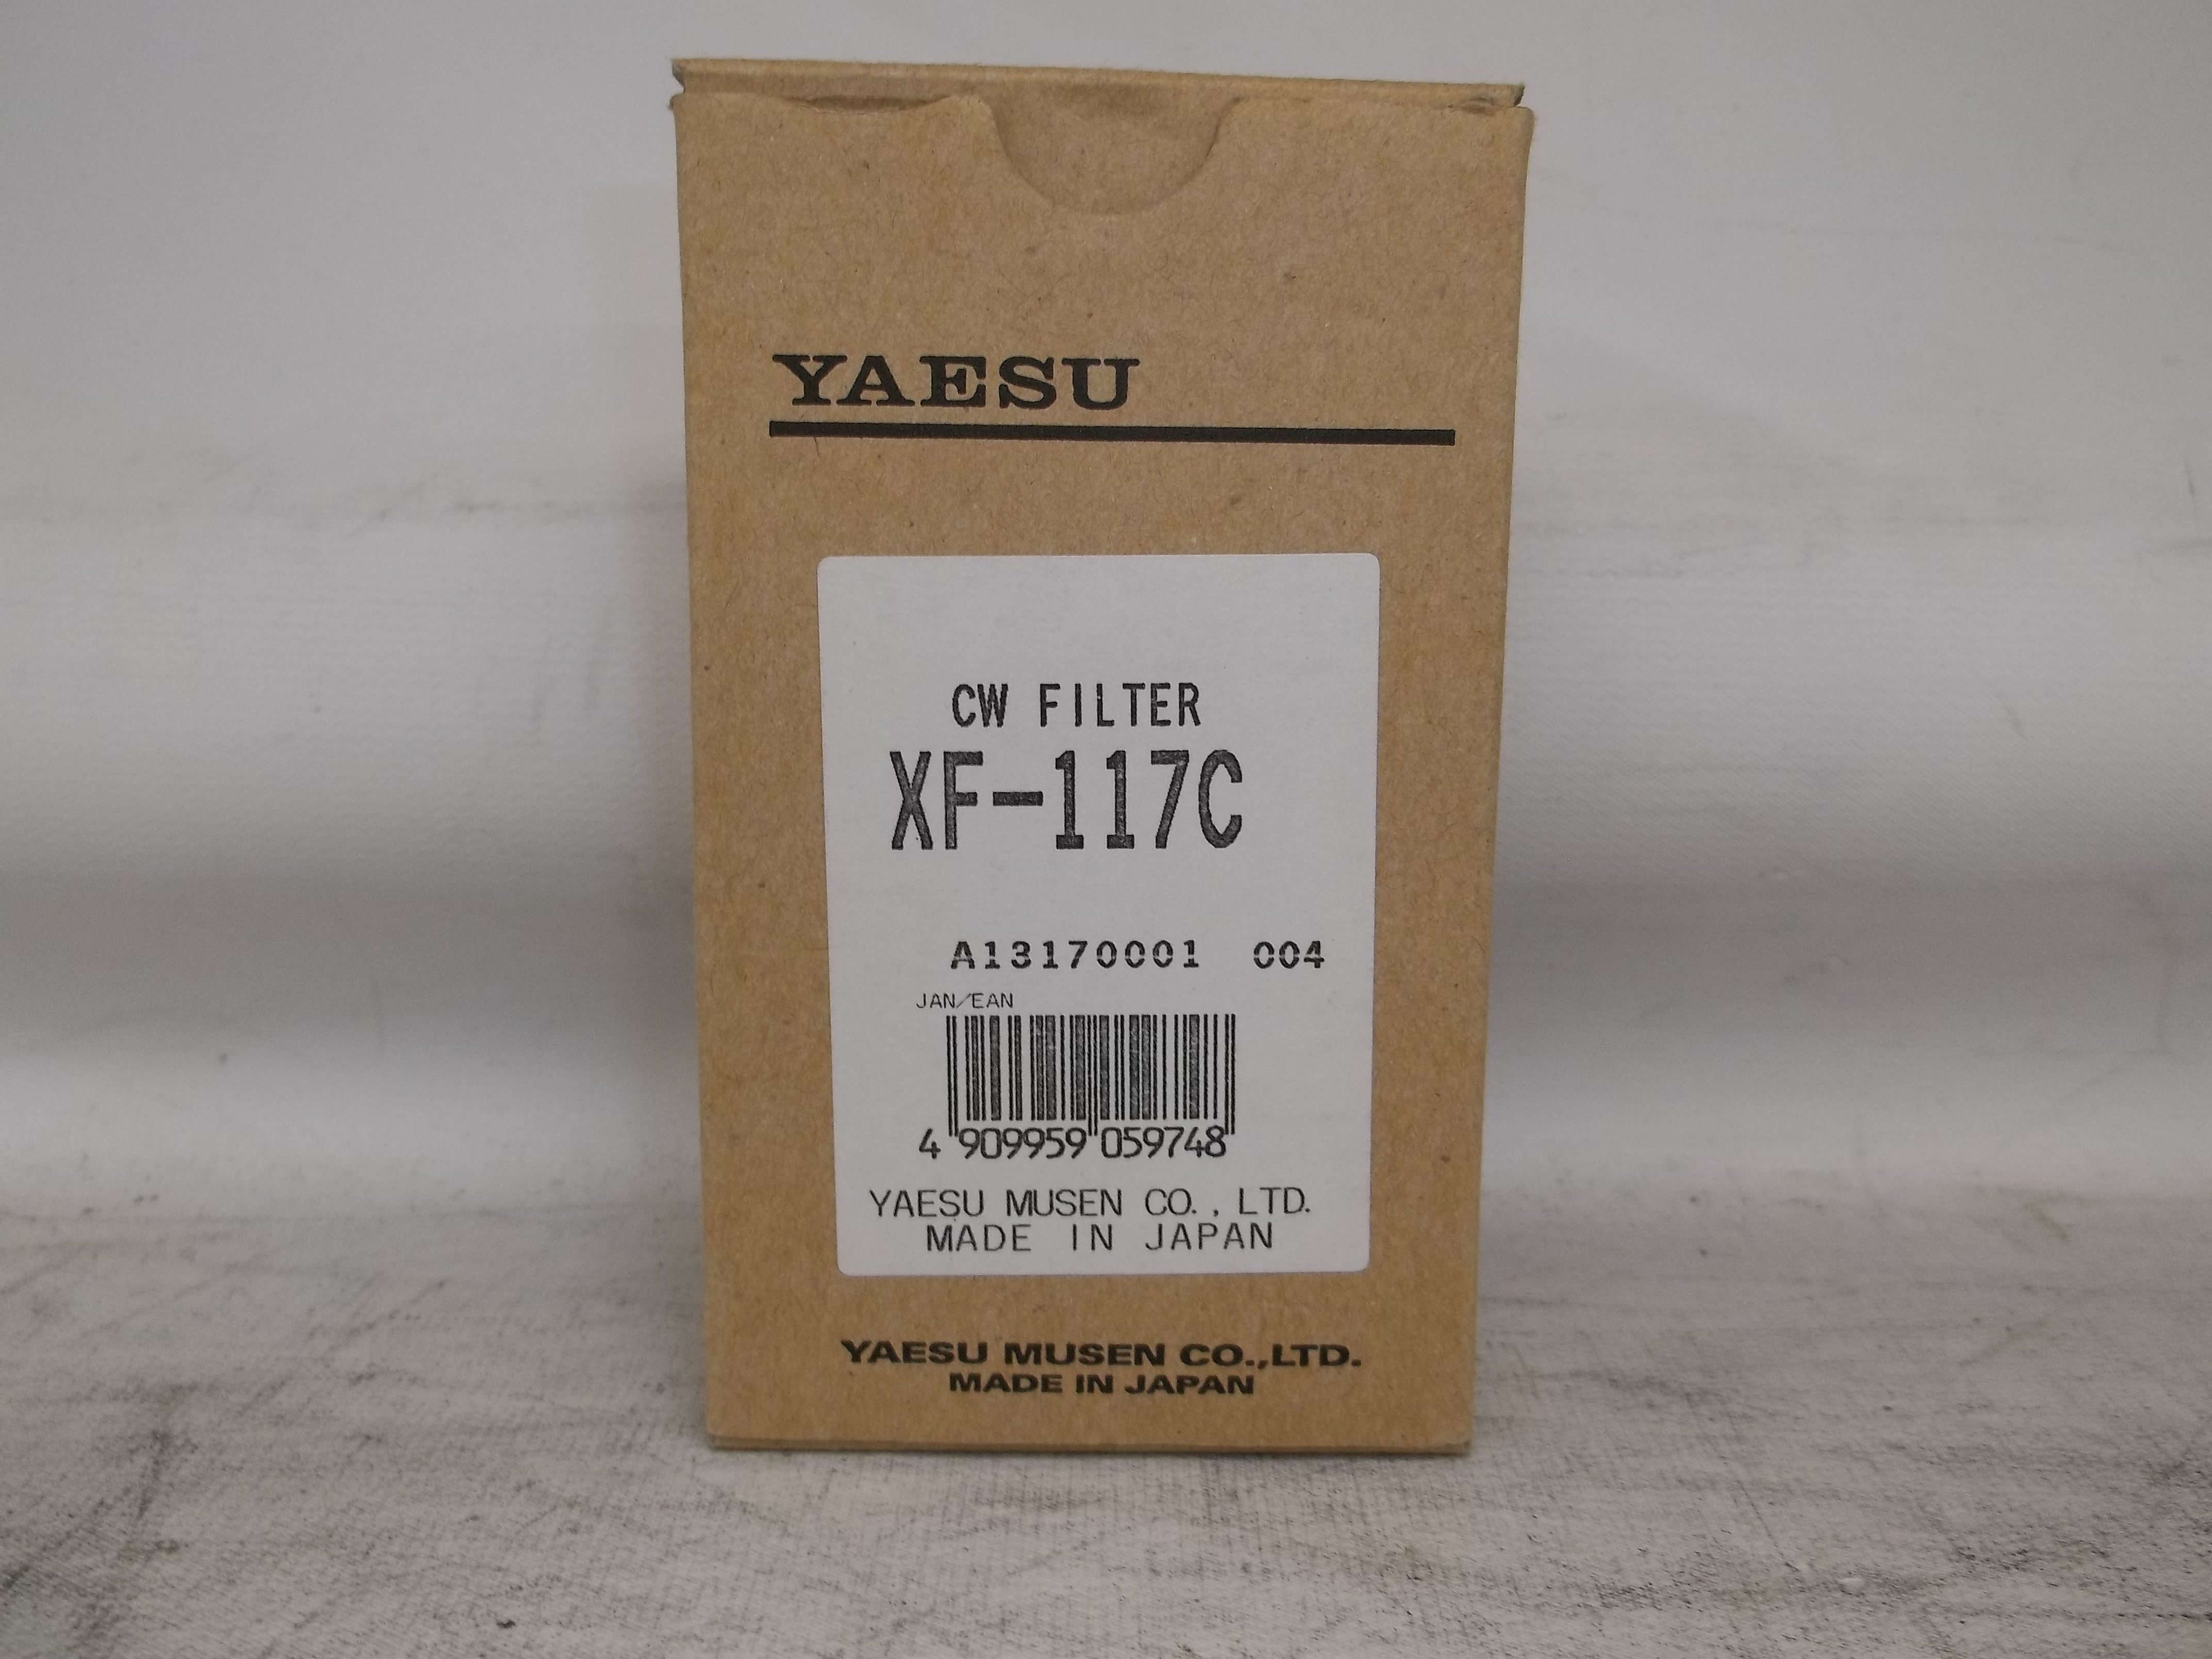 YAESU
CW FILTER
XF-117C
A13170001 004
JAN/EAN
4 909959 059748
YAESU MUSEN CO., LTD.
MADE IN JAPAN
YAESU MUSEN CO.,LTD.
MADE IN JAPAN